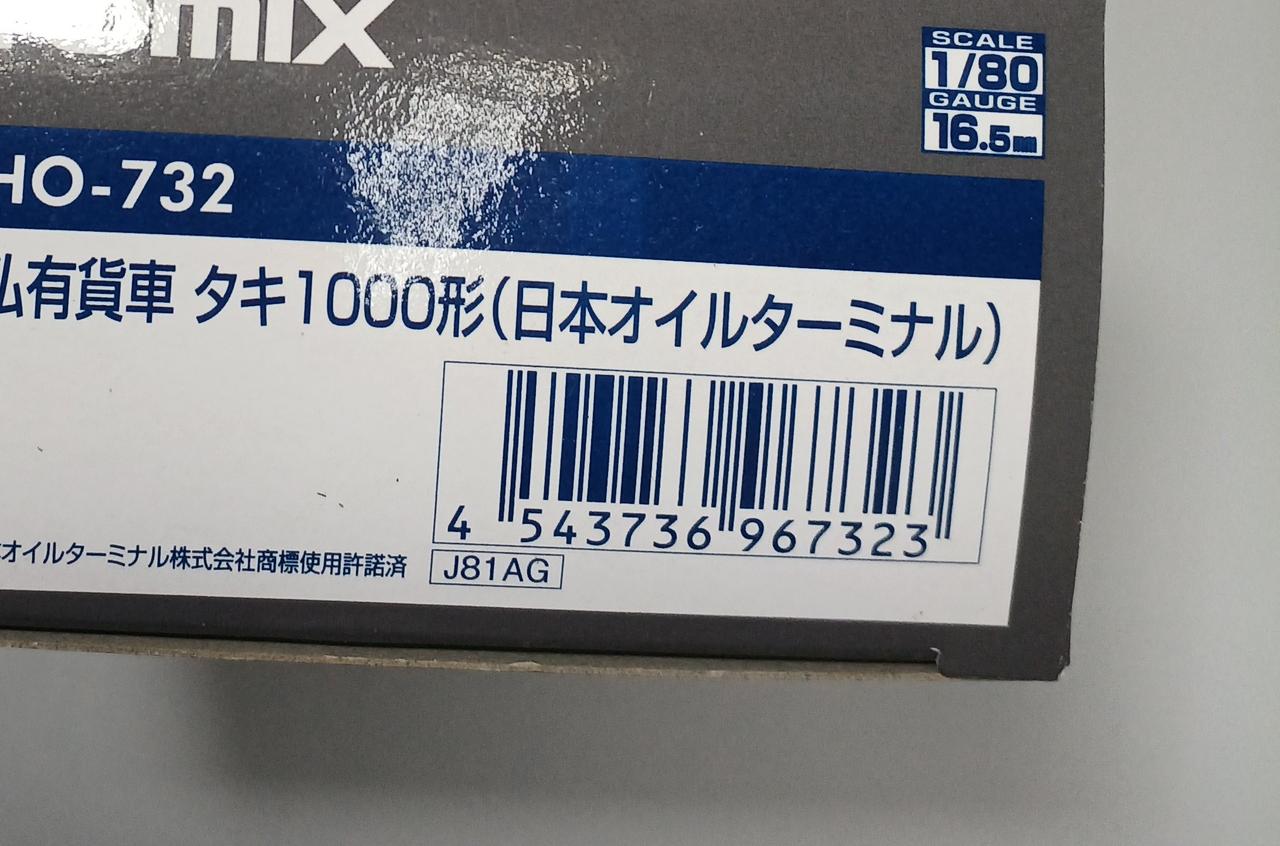 mix
SCALE
1/80
GAUGE
16.5mm
HO-732
私有貨車 タキ1000形(日本オイルターミナル)
4 543736 967323
オイルターミナル株式会社商標使用許諾済
J81AG